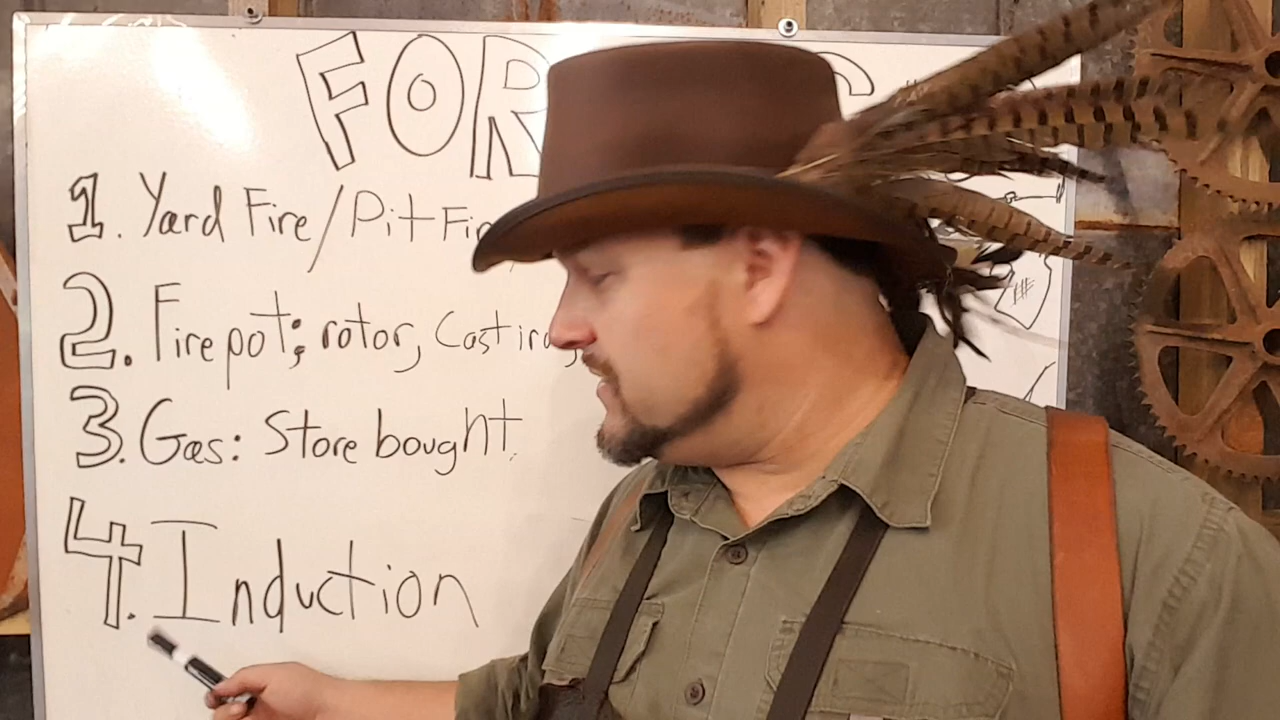 FOR
1. Yard Fire/Pit
2. Firepot; rotor, Cast
3. Gas: Store bought.
4. Induction